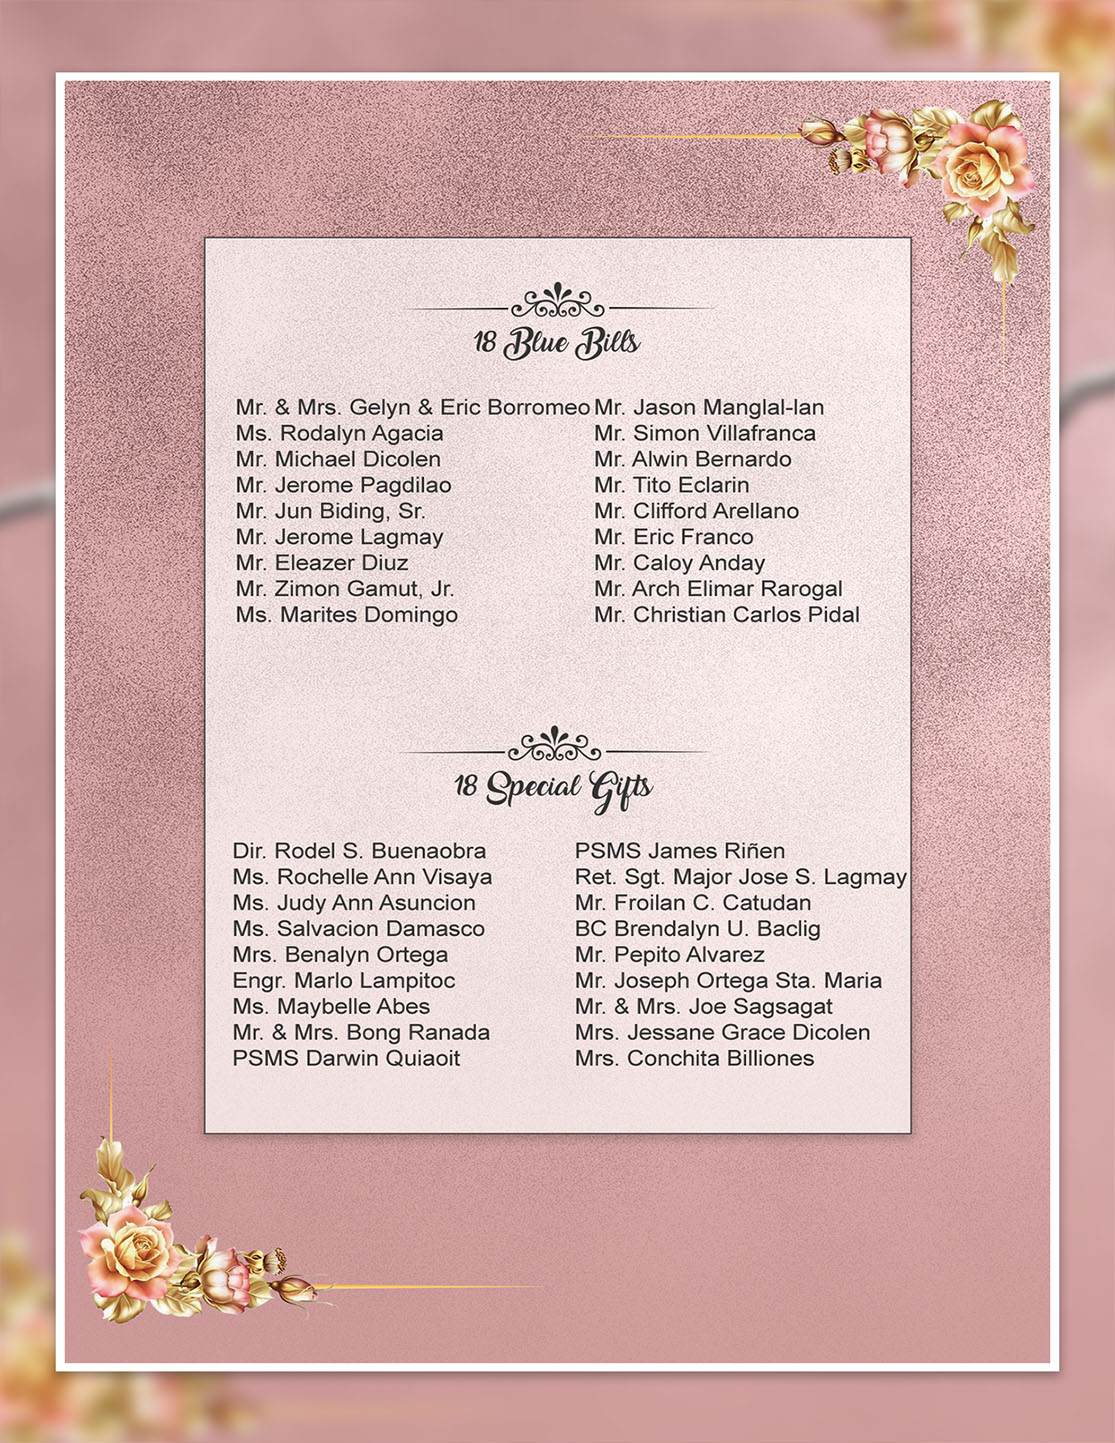 18 Blue Bills
Mr. & Mrs. Gelyn & Eric Borromeo
Ms. Rodalyn Agacia
Mr. Michael Dicolen
Mr. Jerome Pagdilao
Mr. Jun Biding, Sr.
Mr. Jerome Lagmay
Mr. Eleazer Diuz
Mr. Zimon Gamut, Jr.
Ms. Marites Domingo
Mr. Jason Manglal-lan
Mr. Simon Villafranca
Mr. Alwin Bernardo
Mr. Tito Eclarin
Mr. Clifford Arellano
Mr. Eric Franco
Mr. Caloy Anday
Mr. Arch Elimar Rarogal
Mr. Christian Carlos Pidal
18 Special Gifts
Dir. Rodel S. Buenaobra
Ms. Rochelle Ann Visaya
Ms. Judy Ann Asuncion
Ms. Salvacion Damasco
Mrs. Benalyn Ortega
Engr. Marlo Lampitoc
Ms. Maybelle Abes
Mr. & Mrs. Bong Ranada
PSMS Darwin Quiaoit
PSMS James Riñen
Ret. Sgt. Major Jose S. Lagmay
Mr. Froilan C. Catudan
BC Brendalyn U. Baclig
Mr. Pepito Alvarez
Mr. Joseph Ortega Sta. Maria
Mr. & Mrs. Joe Sagsagat
Mrs. Jessane Grace Dicolen
Mrs. Conchita Billiones